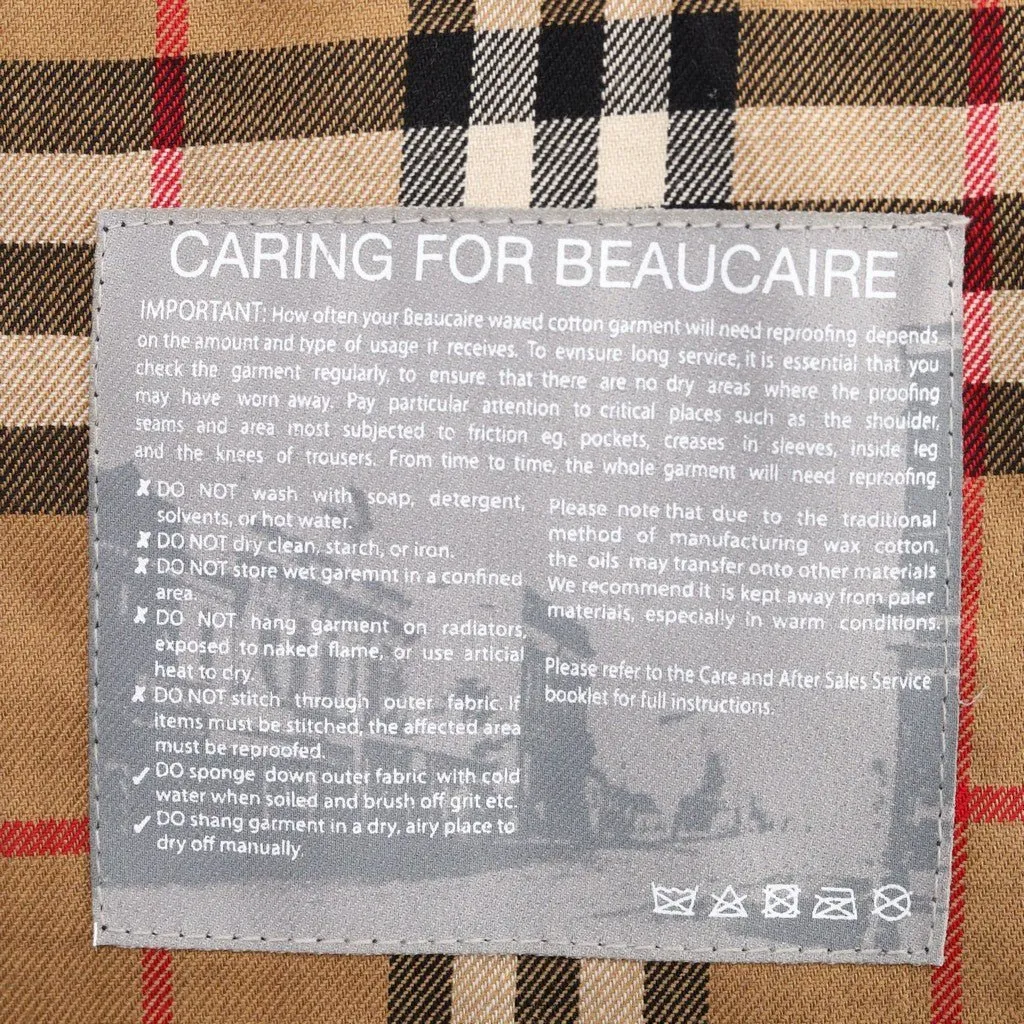 CARING FOR BEAUCAIRE
IMPORTANT: How often your Beaucaire waxed cotton garment will need reproofing depends
on the amount and type of usage it receives. To evnsure long service, it is essential that you
check the garment regularly, to ensure that there are no dry areas where the proofing
may have worn away. Pay particular attention to critical places such as the shoulder,
seams and area most subjected to friction eg. pockets, creases in sleeves, inside leg
and the knees of trousers. From time to time, the whole garment will need reproofing.
✗ DO NOT wash with soap, detergent,
solvents, or hot water.
✗ DO NOT dry clean, starch, or iron.
✗ DO NOT store wet garemnt in a confined
area.
✗ DO NOT hang garment on radiators,
exposed to naked flame, or use articial
heat to dry.
✗ DO NOT stitch through outer fabric. If
items must be stitched, the affected area
must be reproofed.
✓ DO sponge down outer fabric with cold
water when soiled and brush off grit etc.
✓ DO shang garment in a dry, airy place to
dry off manually.
Please note that due to the traditional
method of manufacturing wax cotton,
the oils may transfer onto other materials
We recommend it is kept away from paler
materials, especially in warm conditions.
Please refer to the Care and After Sales Service
booklet for full instructions.